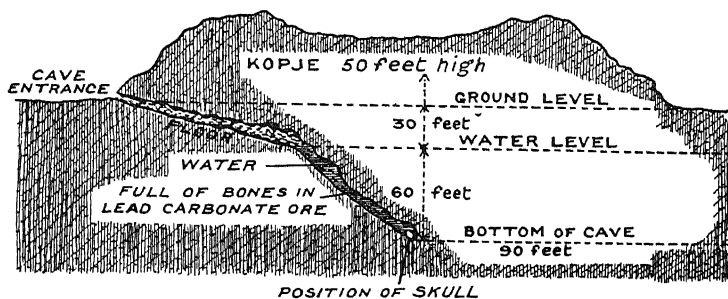 KOPJE 50 feet high
CAVE
ENTRANCE
GROUND LEVEL
30
feet
FLOOR
WATER LEVEL
WATER
FULL OF BONES IN
LEAD CARBONATE ORE
60 feet
BOTTOM OF CAVE
90 feet
POSITION OF SKULL